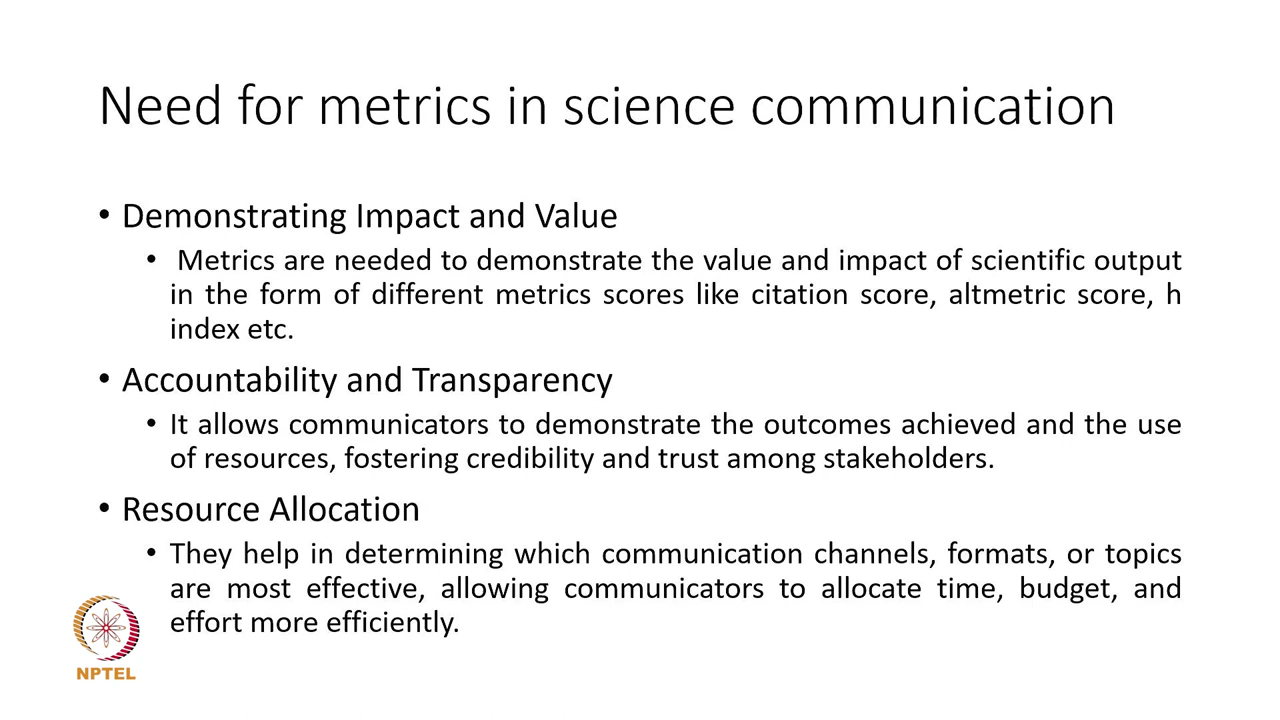 Need for metrics in science communication
• Demonstrating Impact and Value
• Metrics are needed to demonstrate the value and impact of scientific output
in the form of different metrics scores like citation score, altmetric score, h
index etc.
• Accountability and Transparency
• It allows communicators to demonstrate the outcomes achieved and the use
of resources, fostering credibility and trust among stakeholders.
• Resource Allocation
• They help in determining which communication channels, formats, or topics
are most effective, allowing communicators to allocate time, budget, and
effort more efficiently.
NPTEL